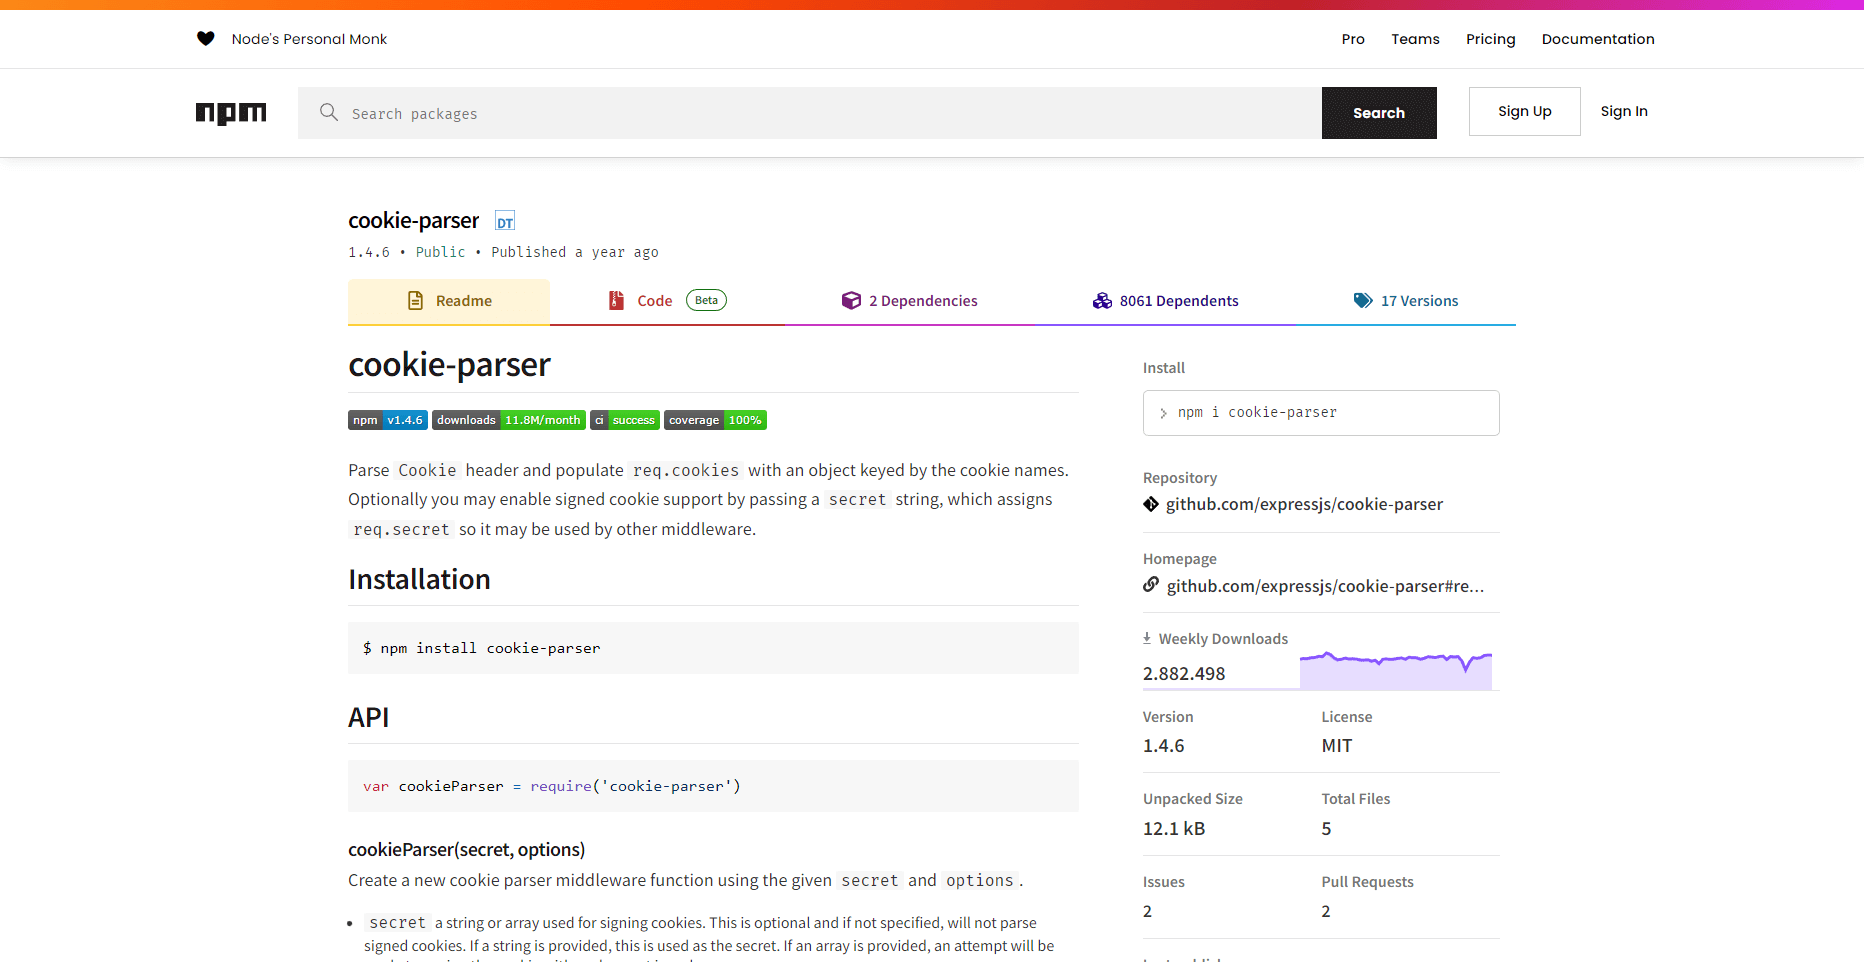 Node's Personal Monk
Pro Teams Pricing Documentation
npm
Search packages
Search
Sign Up
Sign In
cookie-parser DT
1.4.6 • Public • Published a year ago
Readme
Code Beta
2 Dependencies
8061 Dependents
17 Versions
cookie-parser
npm v1.4.6 downloads 11.8M/month ci success coverage 100%
Parse Cookie header and populate req.cookies with an object keyed by the cookie names.
Optionally you may enable signed cookie support by passing a secret string, which assigns
req.secret so it may be used by other middleware.
Installation
$ npm install cookie-parser
API
var cookieParser = require('cookie-parser')
cookieParser(secret, options)
Create a new cookie parser middleware function using the given secret and options.
• secret a string or array used for signing cookies. This is optional and if not specified, will not parse
signed cookies. If a string is provided, this is used as the secret. If an array is provided, an attempt will be
Install
> npm i cookie-parser
Repository
github.com/expressjs/cookie-parser
Homepage
github.com/expressjs/cookie-parser#re...
Weekly Downloads
2.882.498
Version License
1.4.6 MIT
Unpacked Size Total Files
12.1 kB 5
Issues Pull Requests
2 2